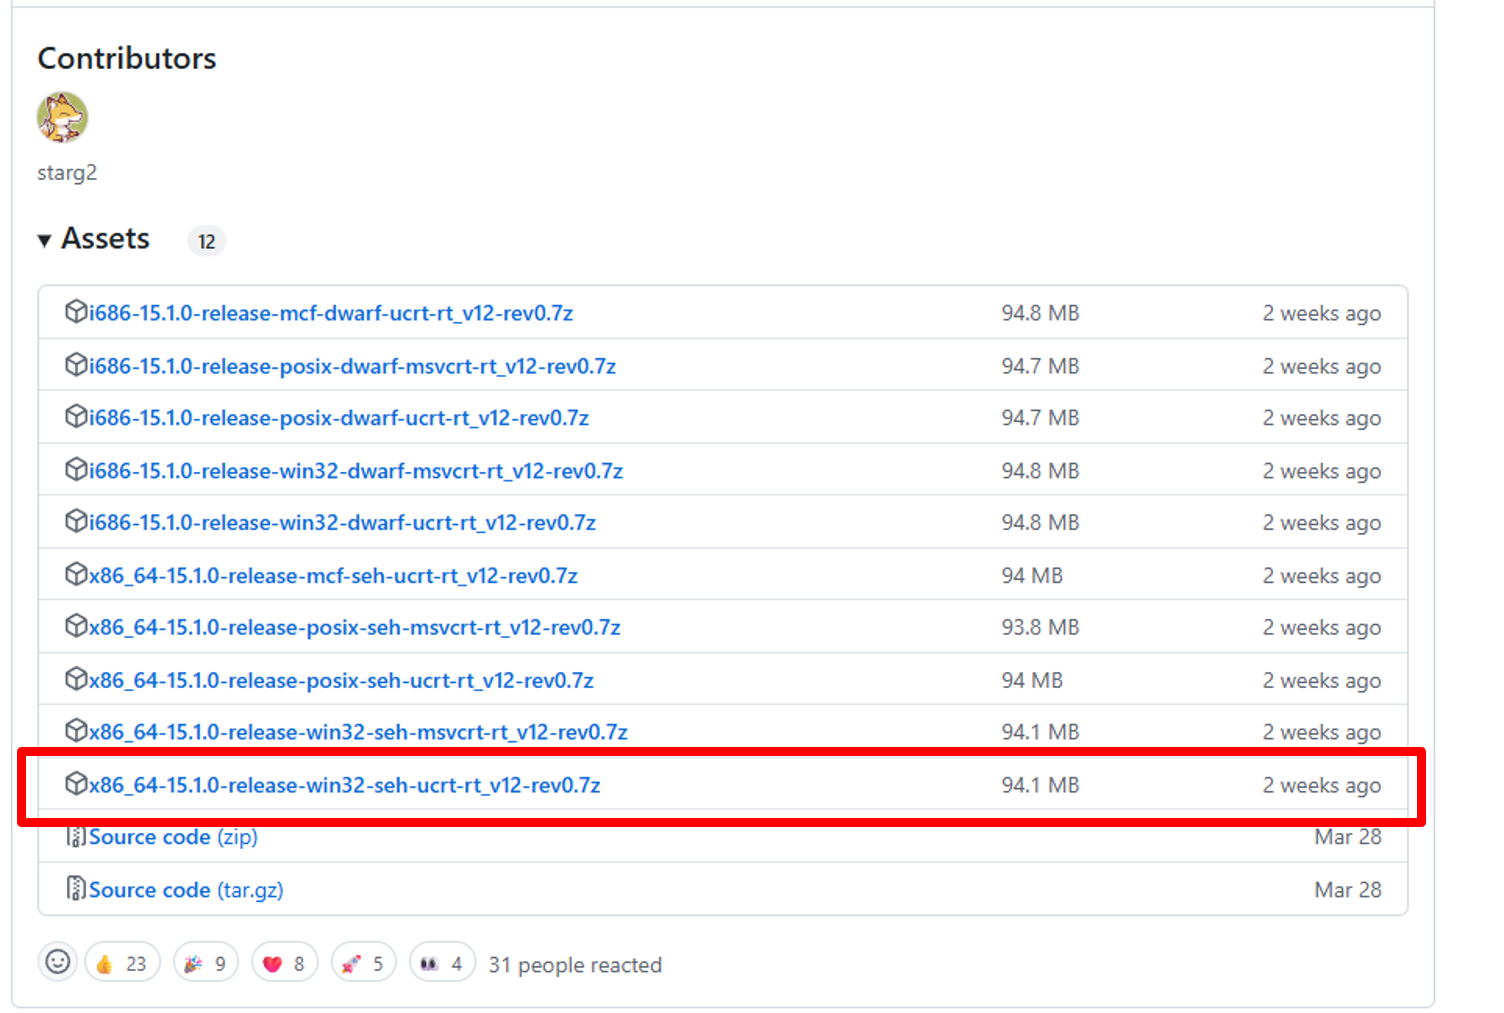 Contributors
starg2
Assets 12
i686-15.1.0-release-mcf-dwarf-ucrt-rt_v12-rev0.7z 94.8 MB 2 weeks ago
i686-15.1.0-release-posix-dwarf-msvcrt-rt_v12-rev0.7z 94.7 MB 2 weeks ago
i686-15.1.0-release-posix-dwarf-ucrt-rt_v12-rev0.7z 94.7 MB 2 weeks ago
i686-15.1.0-release-win32-dwarf-msvcrt-rt_v12-rev0.7z 94.8 MB 2 weeks ago
i686-15.1.0-release-win32-dwarf-ucrt-rt_v12-rev0.7z 94.8 MB 2 weeks ago
x86_64-15.1.0-release-mcf-seh-ucrt-rt_v12-rev0.7z 94 MB 2 weeks ago
x86_64-15.1.0-release-posix-seh-msvcrt-rt_v12-rev0.7z 93.8 MB 2 weeks ago
x86_64-15.1.0-release-posix-seh-ucrt-rt_v12-rev0.7z 94 MB 2 weeks ago
x86_64-15.1.0-release-win32-seh-msvcrt-rt_v12-rev0.7z 94.1 MB 2 weeks ago
x86_64-15.1.0-release-win32-seh-ucrt-rt_v12-rev0.7z 94.1 MB 2 weeks ago
Source code (zip) Mar 28
Source code (tar.gz) Mar 28
23 9 8 5 4 31 people reacted